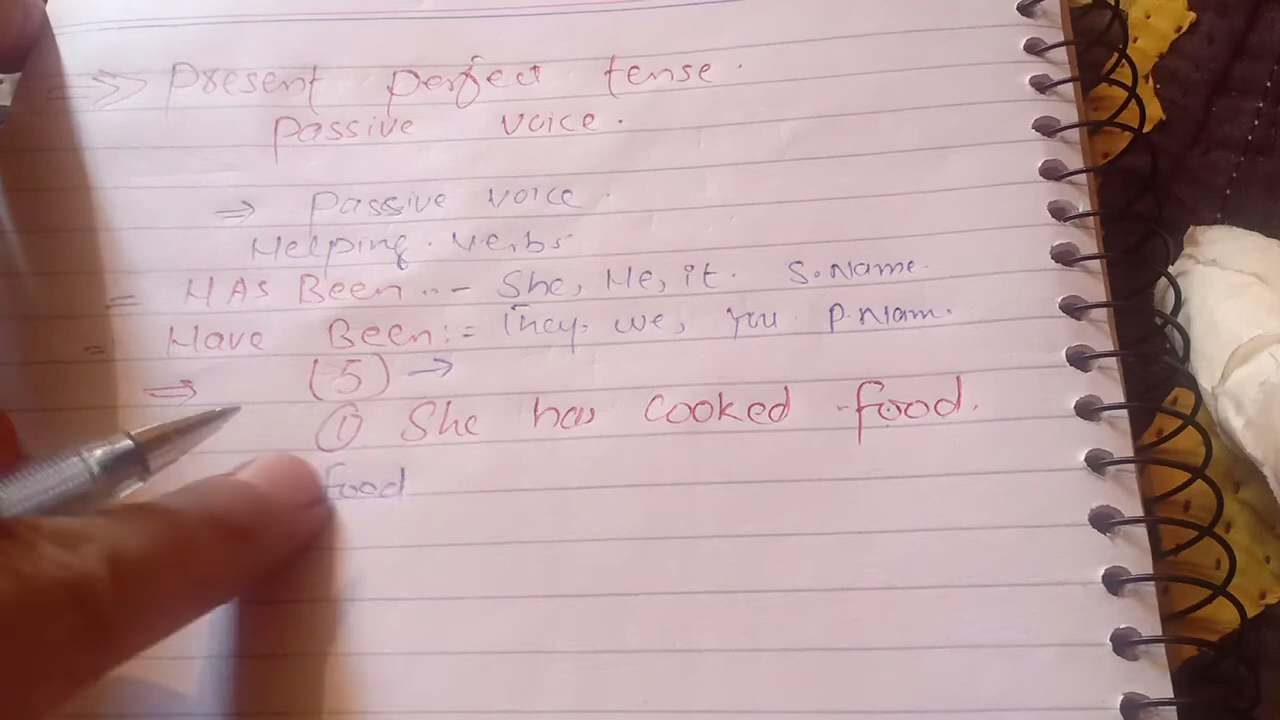 => Present perfect tense.
Passive voice.
=> Passive voice.
Helping. verbs
= HAS Been :- She, He, it. S.Name.
= Have Been := They, we, you P.Nam.
=> (5) →
① She has cooked food.
food